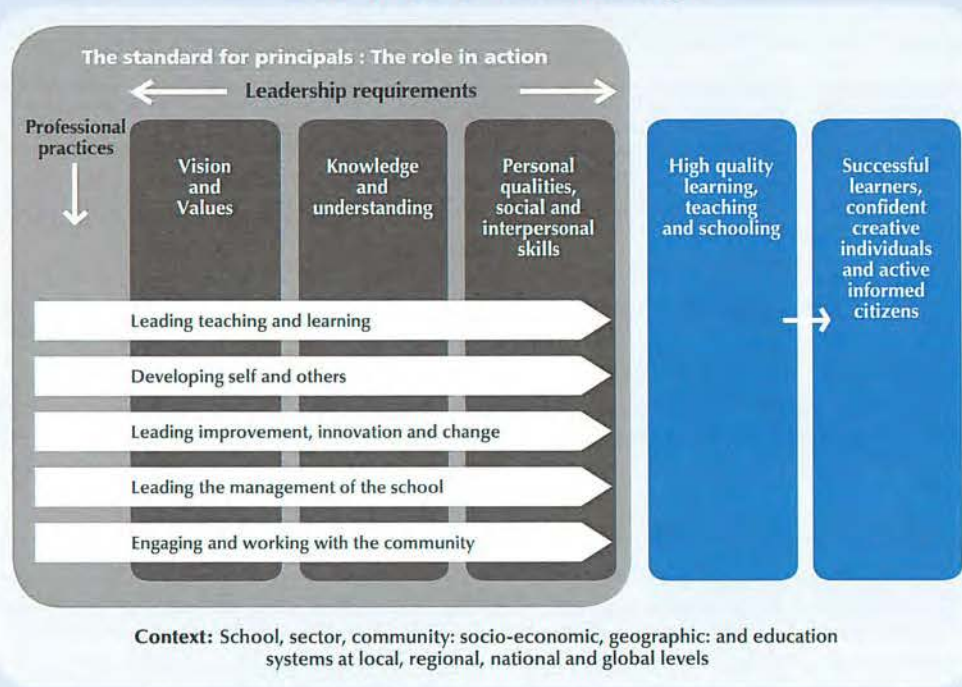 The standard for principals : The role in action
Leadership requirements
Professional
practices
Vision
and
Values
Knowledge
and
understanding
Personal
qualities,
social and
interpersonal
skills
High quality
learning,
teaching
and schooling
Successful
learners,
confident
creative
individuals
and active
informed
citizens
Leading teaching and learning
Developing self and others
Leading improvement, innovation and change
Leading the management of the school
Engaging and working with the community
Context: School, sector, community: socio-economic, geographic: and education
systems at local, regional, national and global levels